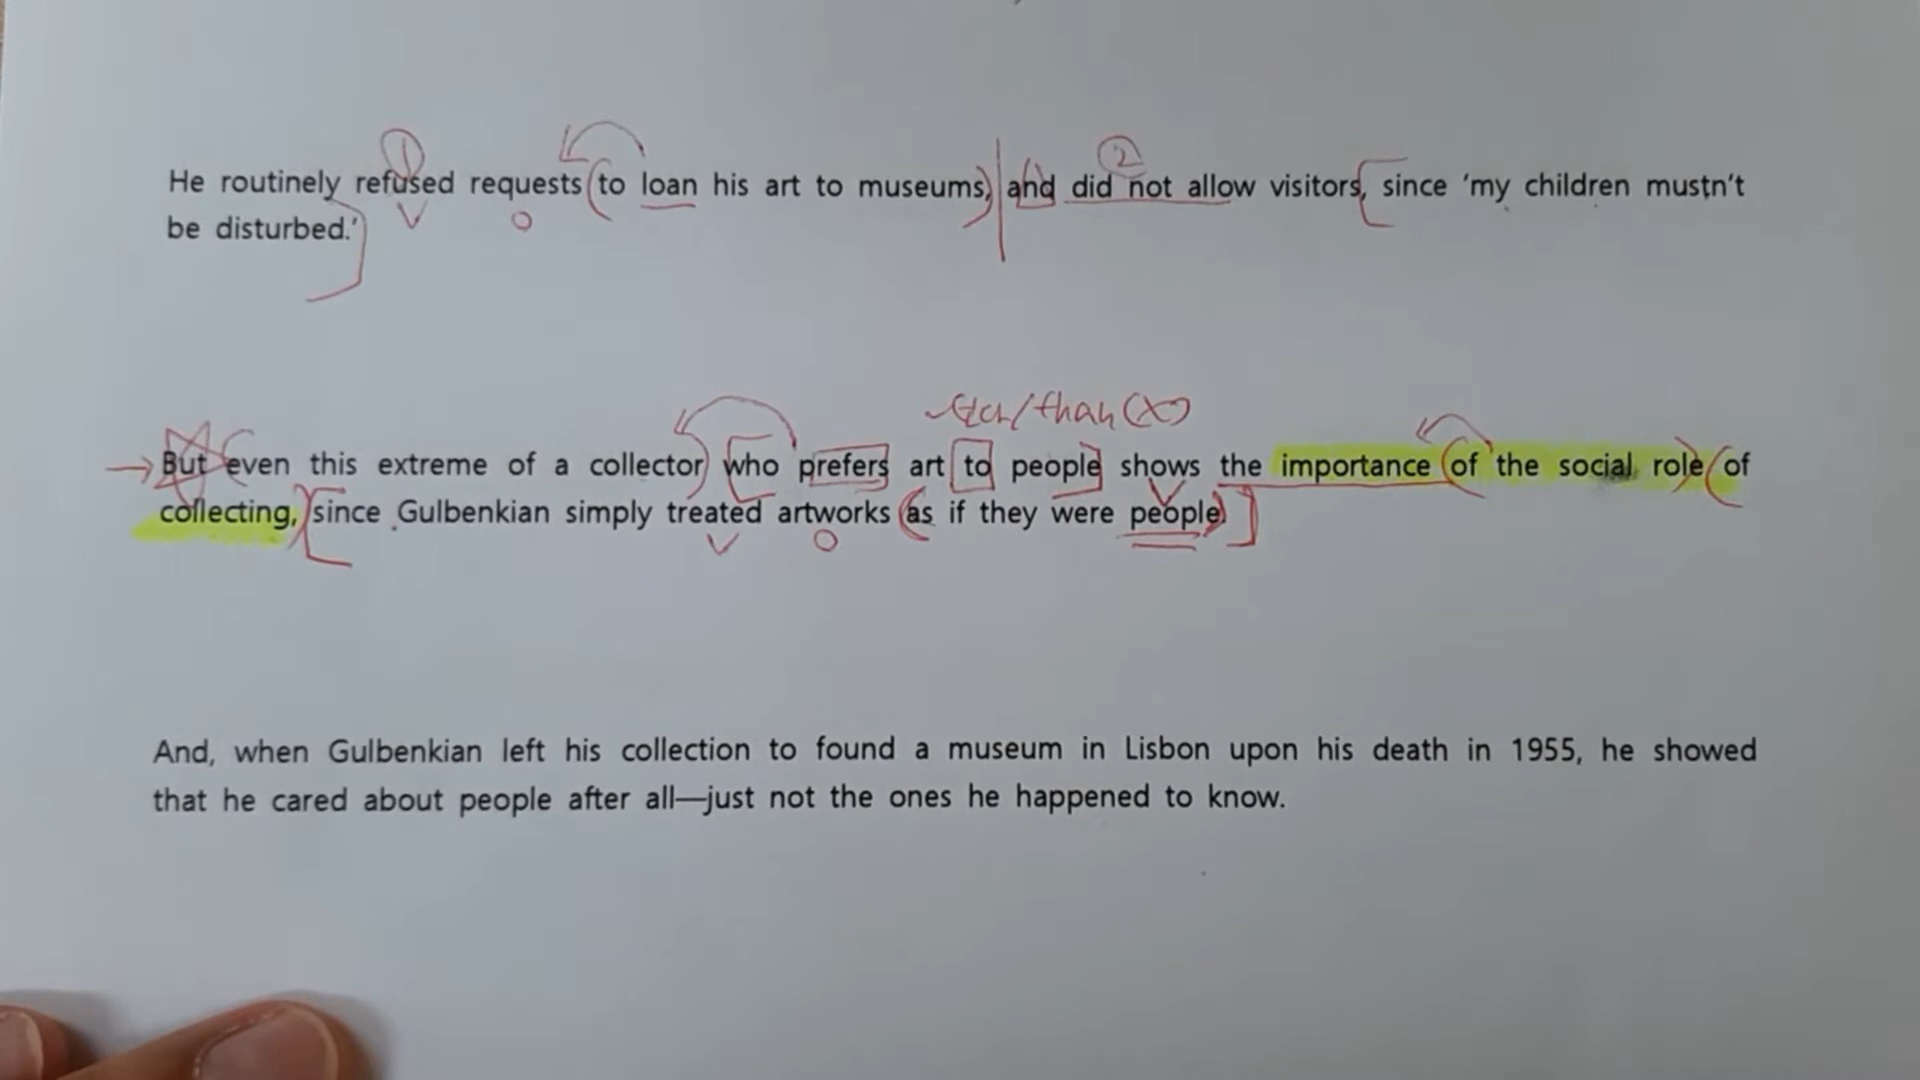 ①
②
He routinely refused requests to loan his art to museums, and did not allow visitors, since 'my children mustn't
be disturbed.'
V O
/than (X)
But even this extreme of a collector who prefers art to people shows the importance of the social role of
V
collecting, since Gulbenkian simply treated artworks as if they were people.
V O
And, when Gulbenkian left his collection to found a museum in Lisbon upon his death in 1955, he showed
that he cared about people after all—just not the ones he happened to know.